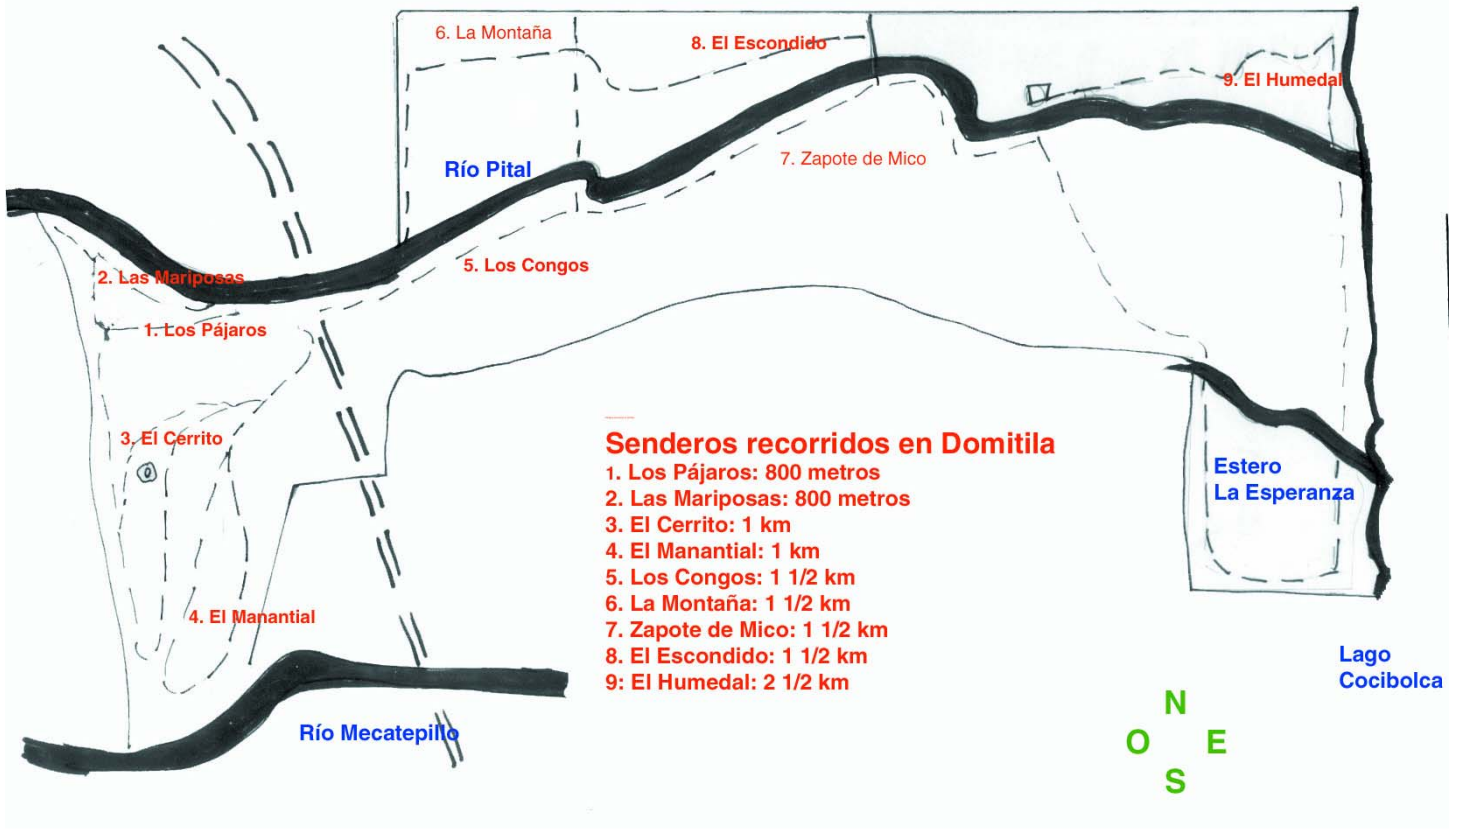 6. La Montaña
8. El Escondido
9. El Humedal
Río Pital
7. Zapote de Mico
5. Los Congos
2. Las Mariposas
1. Los Pájaros
3. El Cerrito
4. El Manantial
Senderos recorridos en Domitila
1. Los Pájaros: 800 metros
2. Las Mariposas: 800 metros
3. El Cerrito: 1 km
4. El Manantial: 1 km
5. Los Congos: 1 1/2 km
6. La Montaña: 1 1/2 km
7. Zapote de Mico: 1 1/2 km
8. El Escondido: 1 1/2 km
9: El Humedal: 2 1/2 km
Estero
La Esperanza
Lago
Cocibolca
Río Mecatepillo
N
O E
S